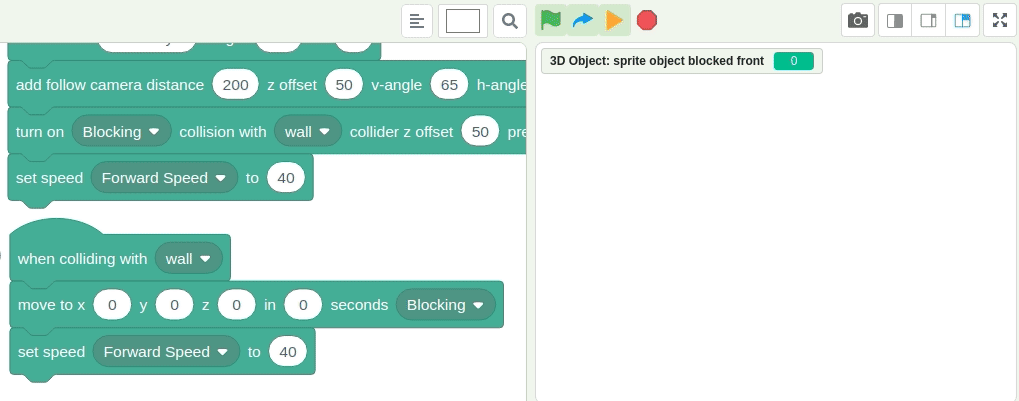 add follow camera distance 200 z offset 50 v-angle 65 h-angle
turn on Blocking collision with wall collider z offset 50 pre
set speed Forward Speed to 40
when colliding with wall
move to x 0 y 0 z 0 in 0 seconds Blocking
set speed Forward Speed to 40
3D Object: sprite object blocked front 0